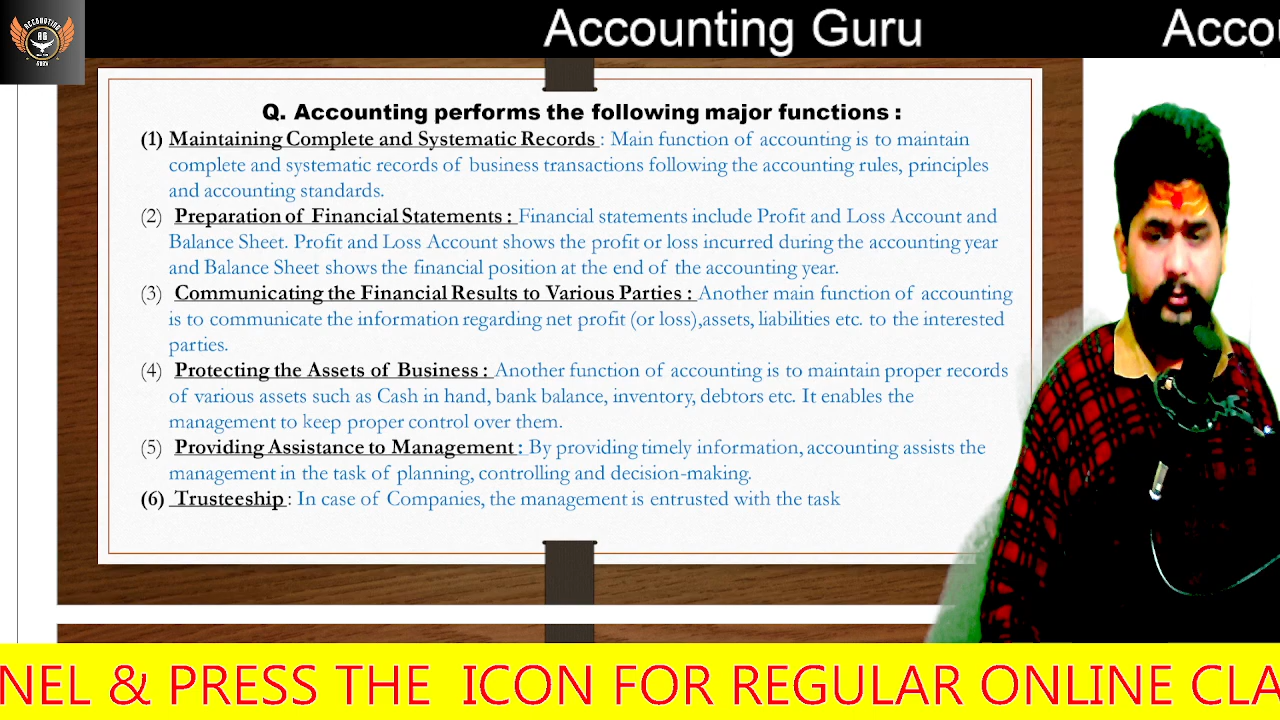 Accounting Guru
Acco
ACCOUNTING
AG
GURU
Q. Accounting performs the following major functions :
(1) Maintaining Complete and Systematic Records : Main function of accounting is to maintain
complete and systematic records of business transactions following the accounting rules, principles
and accounting standards.
(2) Preparation of Financial Statements : Financial statements include Profit and Loss Account and
Balance Sheet. Profit and Loss Account shows the profit or loss incurred during the accounting year
and Balance Sheet shows the financial position at the end of the accounting year.
(3) Communicating the Financial Results to Various Parties : Another main function of accounting
is to communicate the information regarding net profit (or loss),assets, liabilities etc. to the interested
parties.
(4) Protecting the Assets of Business : Another function of accounting is to maintain proper records
of various assets such as Cash in hand, bank balance, inventory, debtors etc. It enables the
management to keep proper control over them.
(5) Providing Assistance to Management : By providing timely information, accounting assists the
management in the task of planning, controlling and decision-making.
(6) Trusteeship : In case of Companies, the management is entrusted with the task
NEL & PRESS THE ICON FOR REGULAR ONLINE CLA